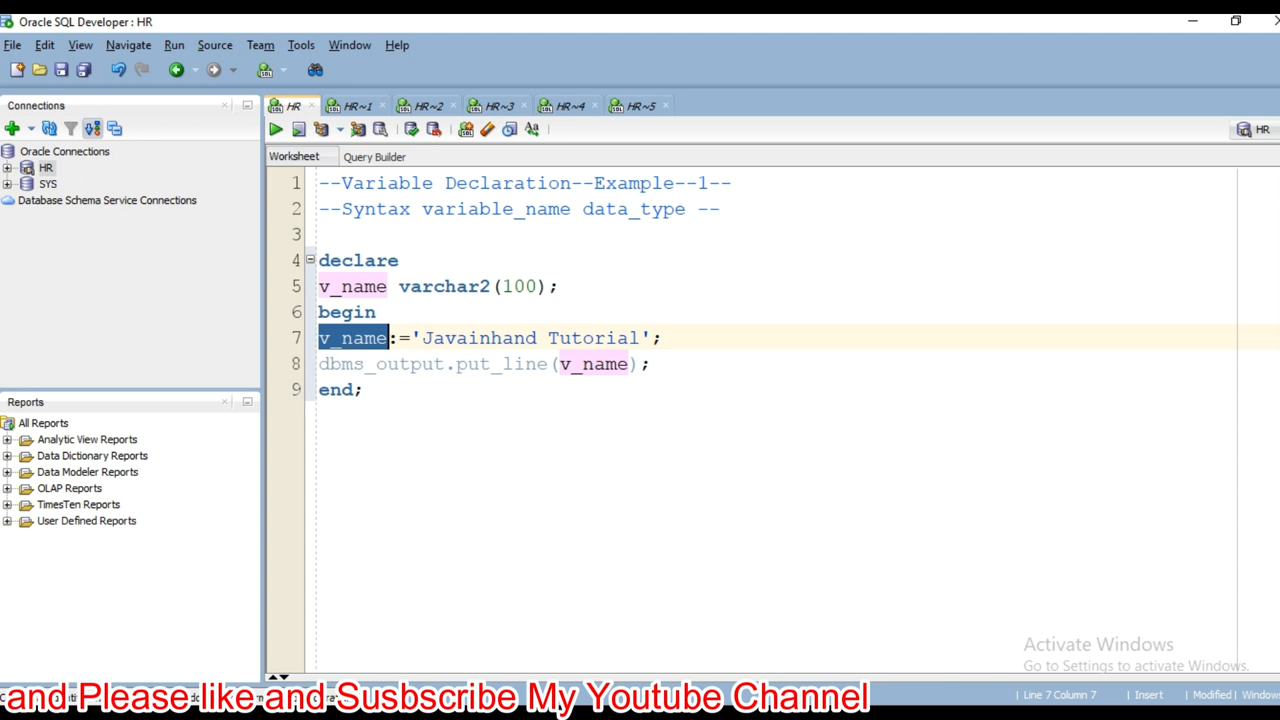 Oracle SQL Developer : HR
File Edit View Navigate Run Source Team Tools Window Help
Connections
Oracle Connections
HR
SYS
Database Schema Service Connections
Reports
All Reports
Analytic View Reports
Data Dictionary Reports
Data Modeler Reports
OLAP Reports
TimesTen Reports
User Defined Reports
HR HR~1 HR~2 HR~3 HR~4 HR~5
HR
Worksheet Query Builder
1 --Variable Declaration--Example--1--
2 --Syntax variable_name data_type --
3
4 declare
5 v_name varchar2(100);
6 begin
7 v_name:='Javainhand Tutorial';
8 dbms_output.put_line(v_name);
9 end;
Activate Windows
Go to Settings to activate Windows.
and Please like and Susbscribe My Youtube Channel
Line 7 Column 7 Insert Modified Windows